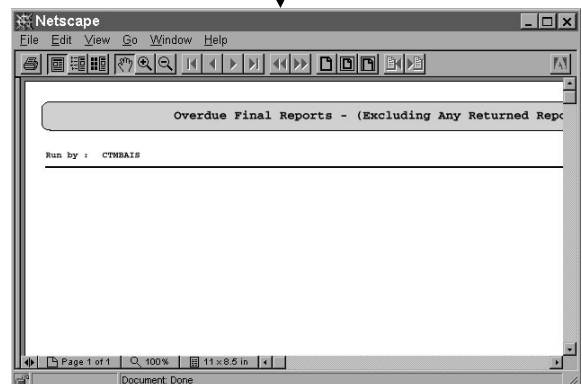 Netscape
File Edit View Go Window Help
Overdue Final Reports - (Excluding Any Returned Repo
Run by : CTMBAIS
Page 1 of 1 100% 11 x 8.5 in
Document: Done